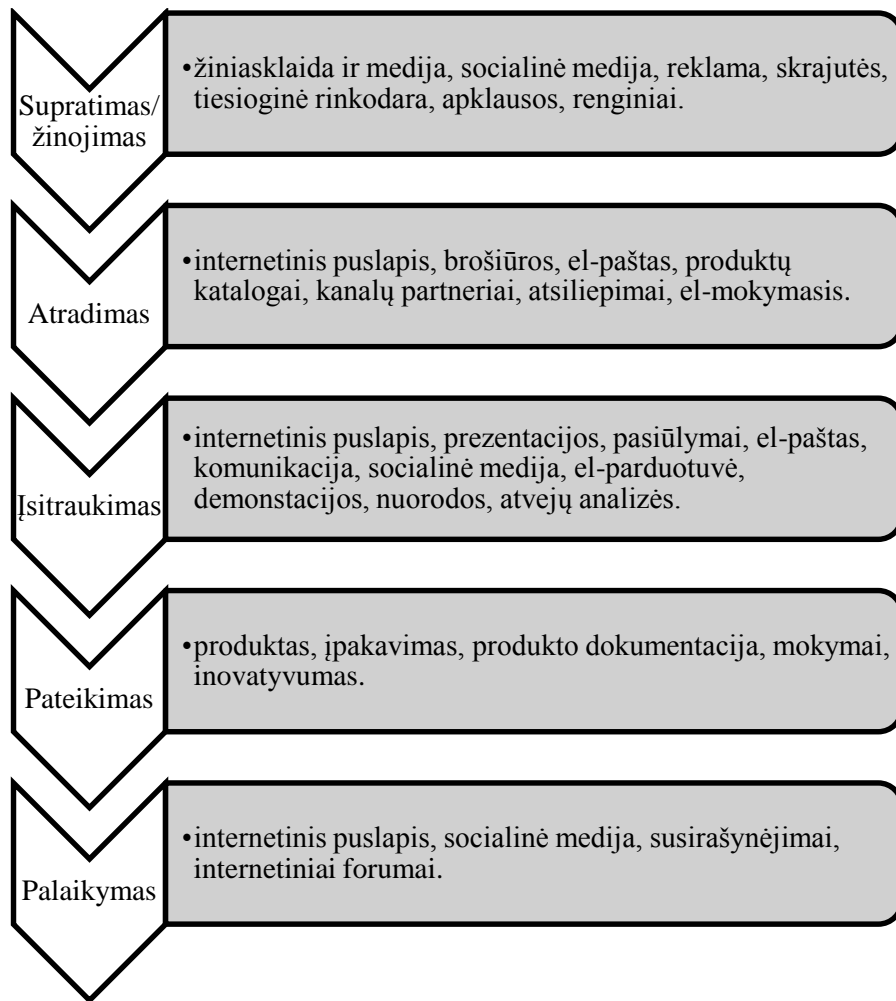 Supratimas/
žinojimas
•žiniasklaida ir medija, socialinė medija, reklama, skrajutės,
tiesioginė rinkodara, apklausos, renginiai.
Atradimas
•internetinis puslapis, brošiūros, el-paštas, produktų
katalogai, kanalų partneriai, atsiliepimai, el-mokymasis.
Įsitraukimas
•internetinis puslapis, prezentacijos, pasiūlymai, el-paštas,
komunikacija, socialinė medija, el-parduotuvė,
demonstacijos, nuorodos, atvejų analizės.
Pateikimas
•produktas, įpakavimas, produkto dokumentacija, mokymai,
inovatyvumas.
Palaikymas
•internetinis puslapis, socialinė medija, susirašynėjimai,
internetiniai forumai.